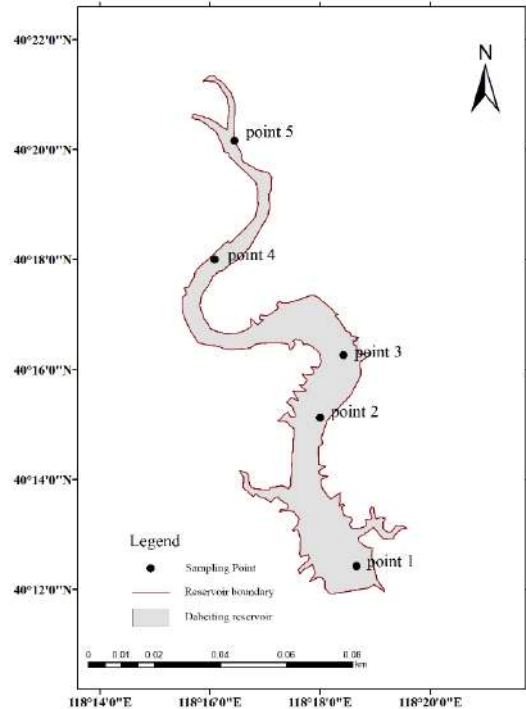 40°22'0"N
N
40°20'0"N
point 5
40°18'0"N
point 4
40°16'0"N
point 3
point 2
40°14'0"N
40°12'0"N
point 1
Legend
Sampling Point
Reservoir boundary
Daheiting reservoir
0 0.01 0.02 0.04 0.06 0.08
km
118°14'0"E 118°16'0"E 118°18'0"E 118°20'0"E